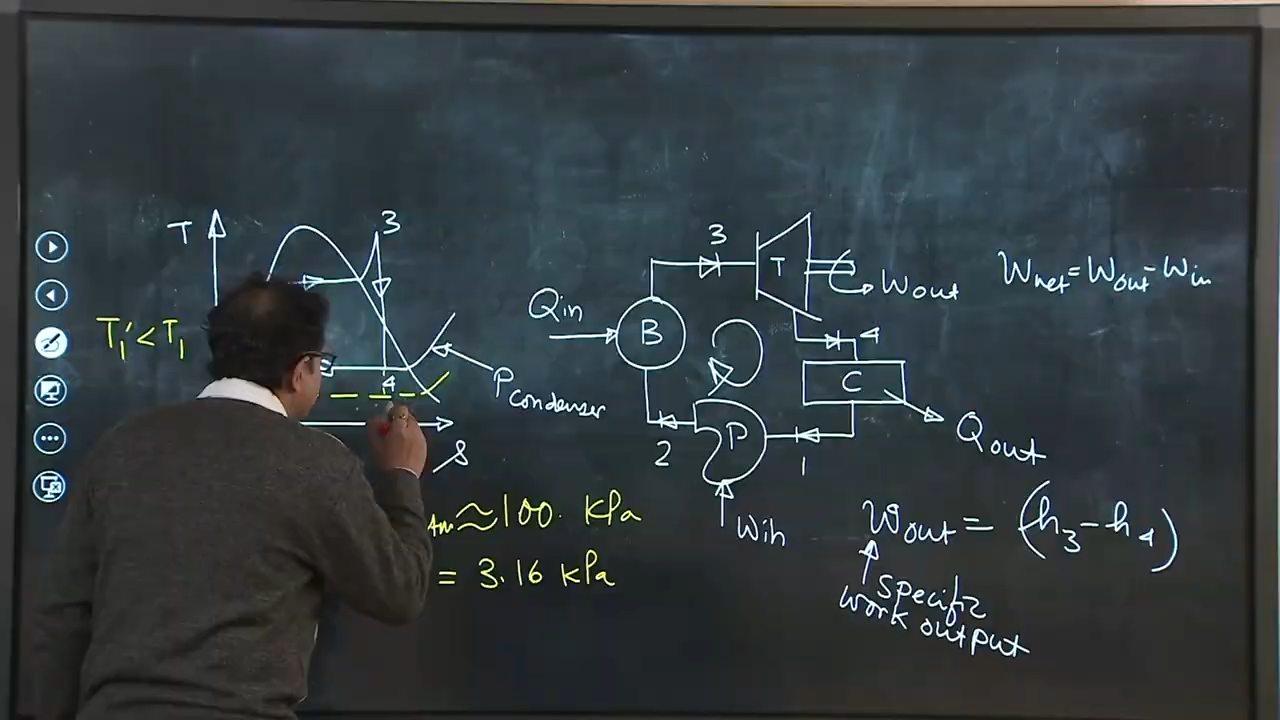 T
3
T₁' < T₁
4
P condenser
s
Atm ≈ 100. kPa
= 3.16 kPa
3
T
Wout
Wnet = Wout - Win
Qin
B
4
C
P
2
1
Qout
Win
wout = (h₃ - h₄)
specific
work output